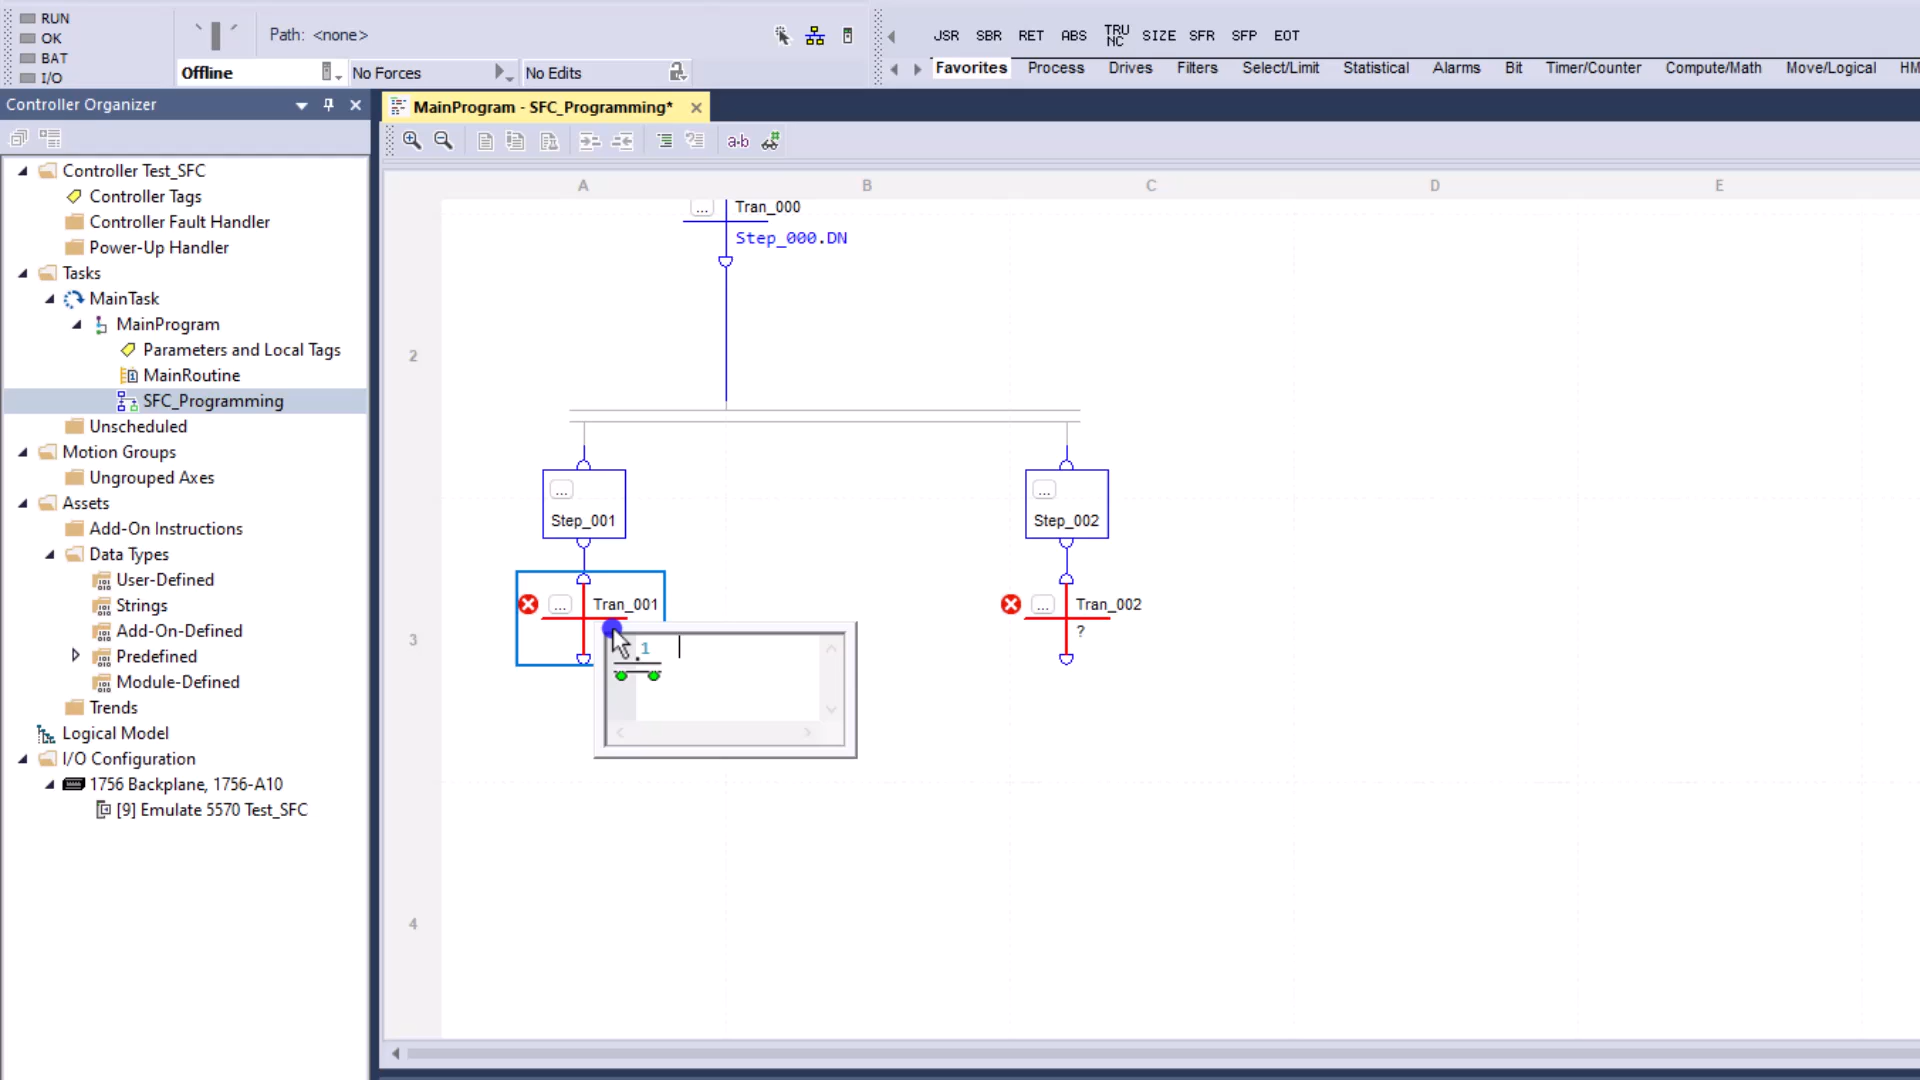 RUN
OK
BAT
I/O
Path: <none>
Offline
No Forces
No Edits
JSR SBR RET ABS TRUNC SIZE SFR SFP EOT
Favorites Process Drives Filters Select/Limit Statistical Alarms Bit Timer/Counter Compute/Math Move/Logical HM
Controller Organizer
MainProgram - SFC_Programming*
a-b
Controller Test_SFC
Controller Tags
Controller Fault Handler
Power-Up Handler
Tasks
MainTask
MainProgram
Parameters and Local Tags
MainRoutine
SFC_Programming
Unscheduled
Motion Groups
Ungrouped Axes
Assets
Add-On Instructions
Data Types
User-Defined
Strings
Add-On-Defined
Predefined
Module-Defined
Trends
Logical Model
I/O Configuration
1756 Backplane, 1756-A10
[9] Emulate 5570 Test_SFC
A B C D E
... Tran_000
Step_000.DN
2
...
Step_001
...
Step_002
... Tran_001
... Tran_002
?
3
1
4